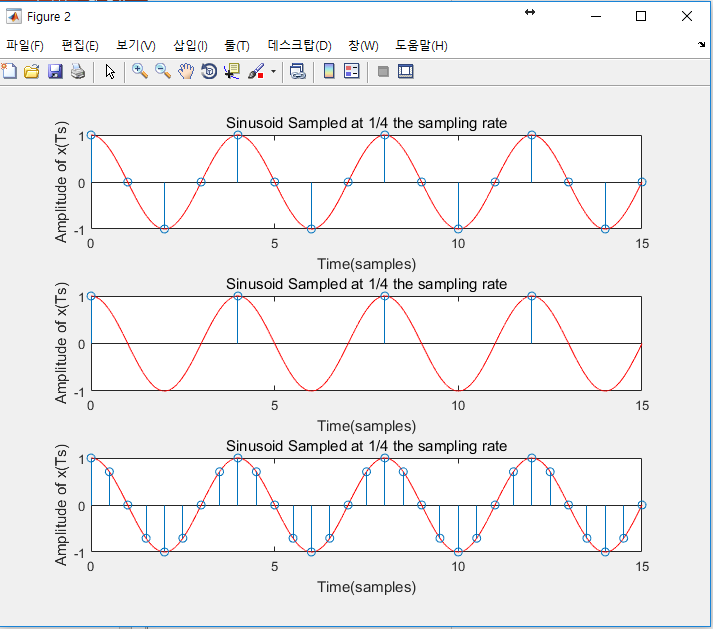 Figure 2
파일(F) 편집(E) 보기(V) 삽입(I) 툴(T) 데스크탑(D) 창(W) 도움말(H)
Sinusoid Sampled at 1/4 the sampling rate
Amplitude of x(Ts)
1
0
-1
0 5 10 15
Time(samples)
Sinusoid Sampled at 1/4 the sampling rate
Amplitude of x(Ts)
1
0
-1
0 5 10 15
Time(samples)
Sinusoid Sampled at 1/4 the sampling rate
Amplitude of x(Ts)
1
0
-1
0 5 10 15
Time(samples)